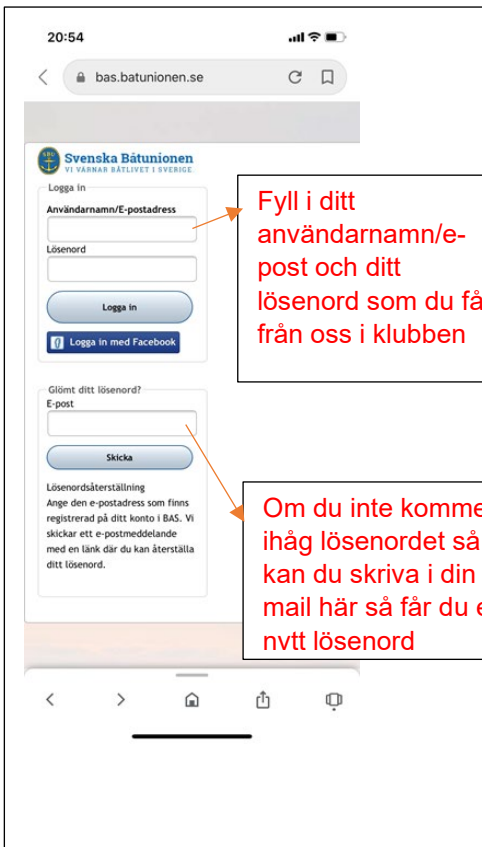 20:54
bas.batunionen.se
SBU
Svenska Båtunionen
VI VÄRNAR BÅTLIVET I SVERIGE
Logga in
Användarnamn/E-postadress
Lösenord
Logga in
Logga in med Facebook
Fyll i ditt
användarnamn/e-
post och ditt
lösenord som du få
från oss i klubben
Glömt ditt lösenord?
E-post
Skicka
Lösenordsåterställning
Ange den e-postadress som finns
registrerad på ditt konto i BAS. Vi
skickar ett e-postmeddelande
med en länk där du kan återställa
ditt lösenord.
Om du inte komme
ihåg lösenordet så
kan du skriva i din
mail här så får du e
nytt lösenord